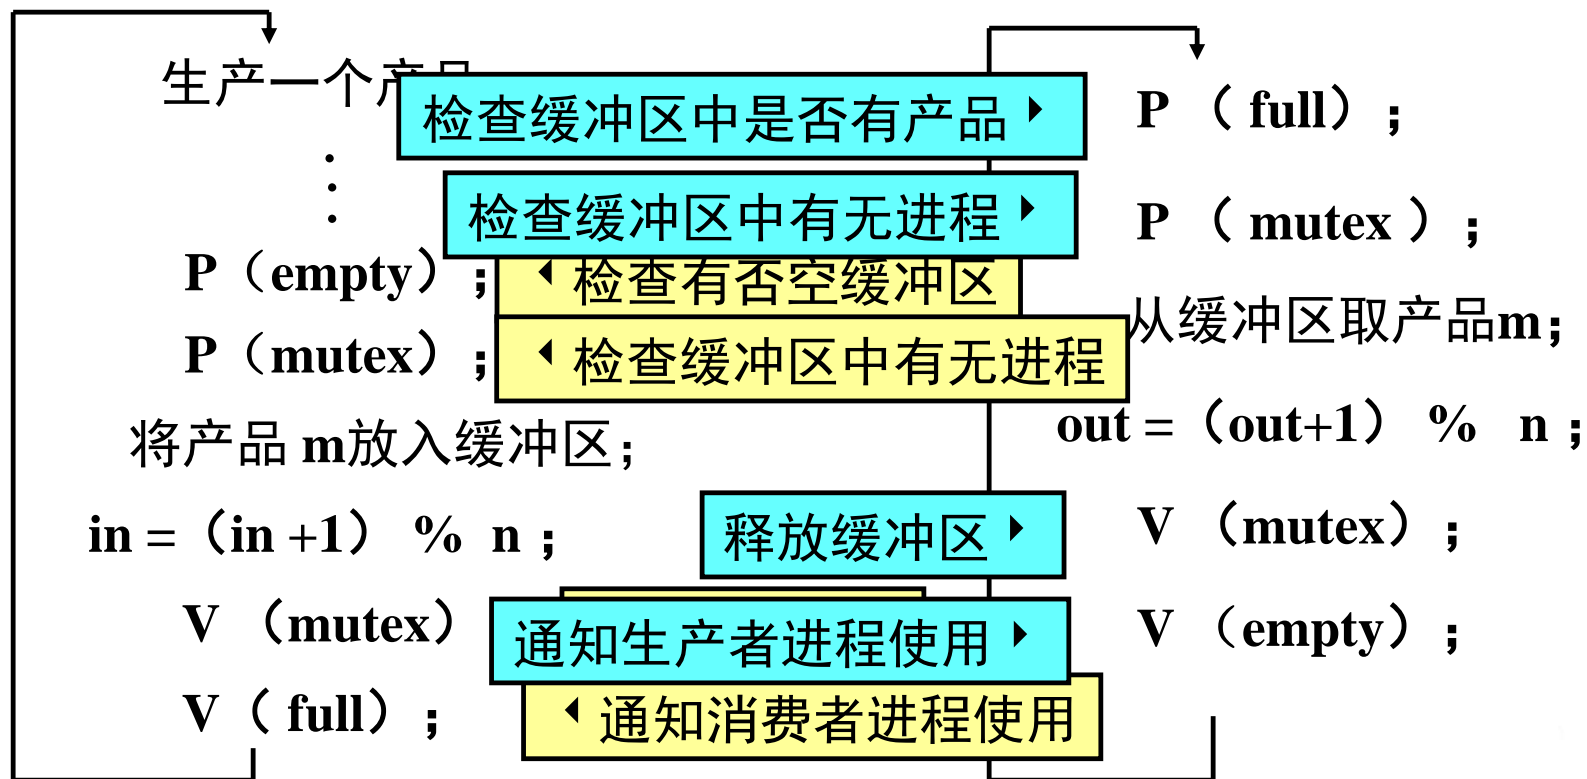 生产一个产
⋮
P（empty）;
P（mutex）;
将产品 m放入缓冲区;
in =（in +1） % n ;
V （mutex）
V（ full）;
检查缓冲区中是否有产品
检查缓冲区中有无进程
检查有否空缓冲区
检查缓冲区中有无进程
释放缓冲区
通知生产者进程使用
通知消费者进程使用
P （ full）;
P （ mutex ）;
从缓冲区取产品m;
out =（out+1） % n ;
V （mutex）;
V （empty）;